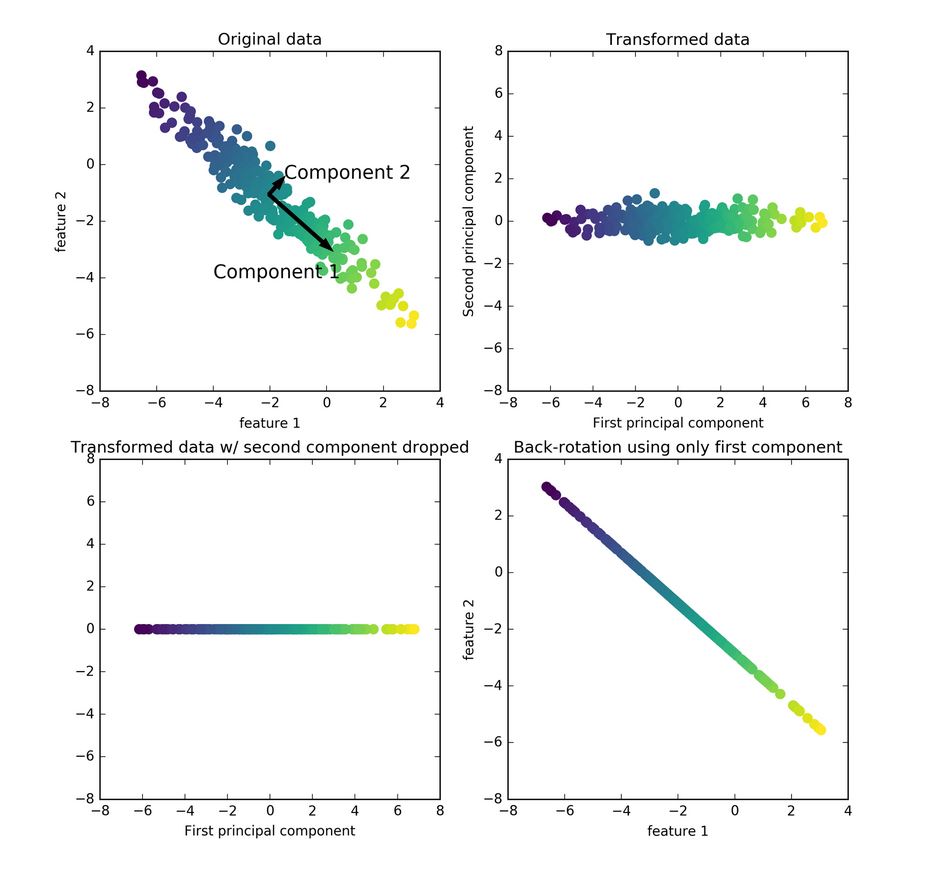 Original data
4
2
0
−2
−4
−6
−8
feature 2
Component 2
Component 1
−8 −6 −4 −2 0 2 4
feature 1
Transformed data
8
6
4
2
0
−2
−4
−6
−8
Second principal component
−8 −6 −4 −2 0 2 4 6 8
First principal component
Transformed data w/ second component dropped
8
6
4
2
0
−2
−4
−6
−8
−8 −6 −4 −2 0 2 4 6 8
First principal component
Back-rotation using only first component
4
2
0
−2
−4
−6
−8
feature 2
−8 −6 −4 −2 0 2 4
feature 1